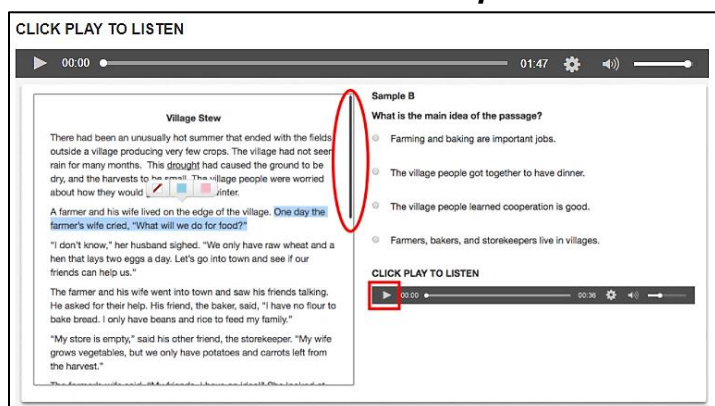 CLICK PLAY TO LISTEN
00:00
01:47
Village Stew
There had been an unusually hot summer that ended with the fields
outside a village producing very few crops. The village had not seen
rain for many months. This drought had caused the ground to be
dry, and the harvests to be small. The village people were worried
about how they would winter.
A farmer and his wife lived on the edge of the village. One day the
farmer's wife cried, "What will we do for food?"
"I don't know," her husband sighed. "We only have raw wheat and a
hen that lays two eggs a day. Let's go into town and see if our
friends can help us."
The farmer and his wife went into town and saw his friends talking.
He asked for their help. His friend, the baker, said, "I have no flour to
bake bread. I only have beans and rice to feed my family."
"My store is empty," said his other friend, the storekeeper. "My wife
grows vegetables, but we only have potatoes and carrots left from
the harvest."
Sample B
What is the main idea of the passage?
Farming and baking are important jobs.
The village people got together to have dinner.
The village people learned cooperation is good.
Farmers, bakers, and storekeepers live in villages.
CLICK PLAY TO LISTEN
00:00
00:36